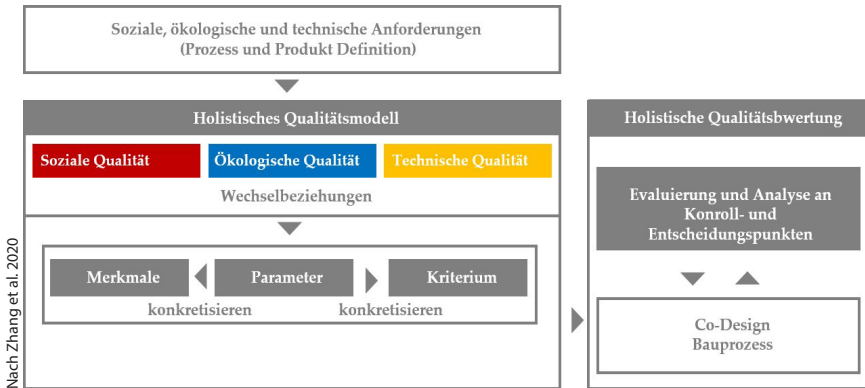 Soziale, ökologische und technische Anforderungen
(Prozess und Produkt Definition)
Holistisches Qualitätsmodell
Soziale Qualität
Ökologische Qualität
Technische Qualität
Wechselbeziehungen
Merkmale
Parameter
Kriterium
konkretisieren
konkretisieren
Holistische Qualitätsbwertung
Evaluierung und Analyse an
Konroll- und
Entscheidungspunkten
Co-Design
Bauprozess
Nach Zhang et al. 2020